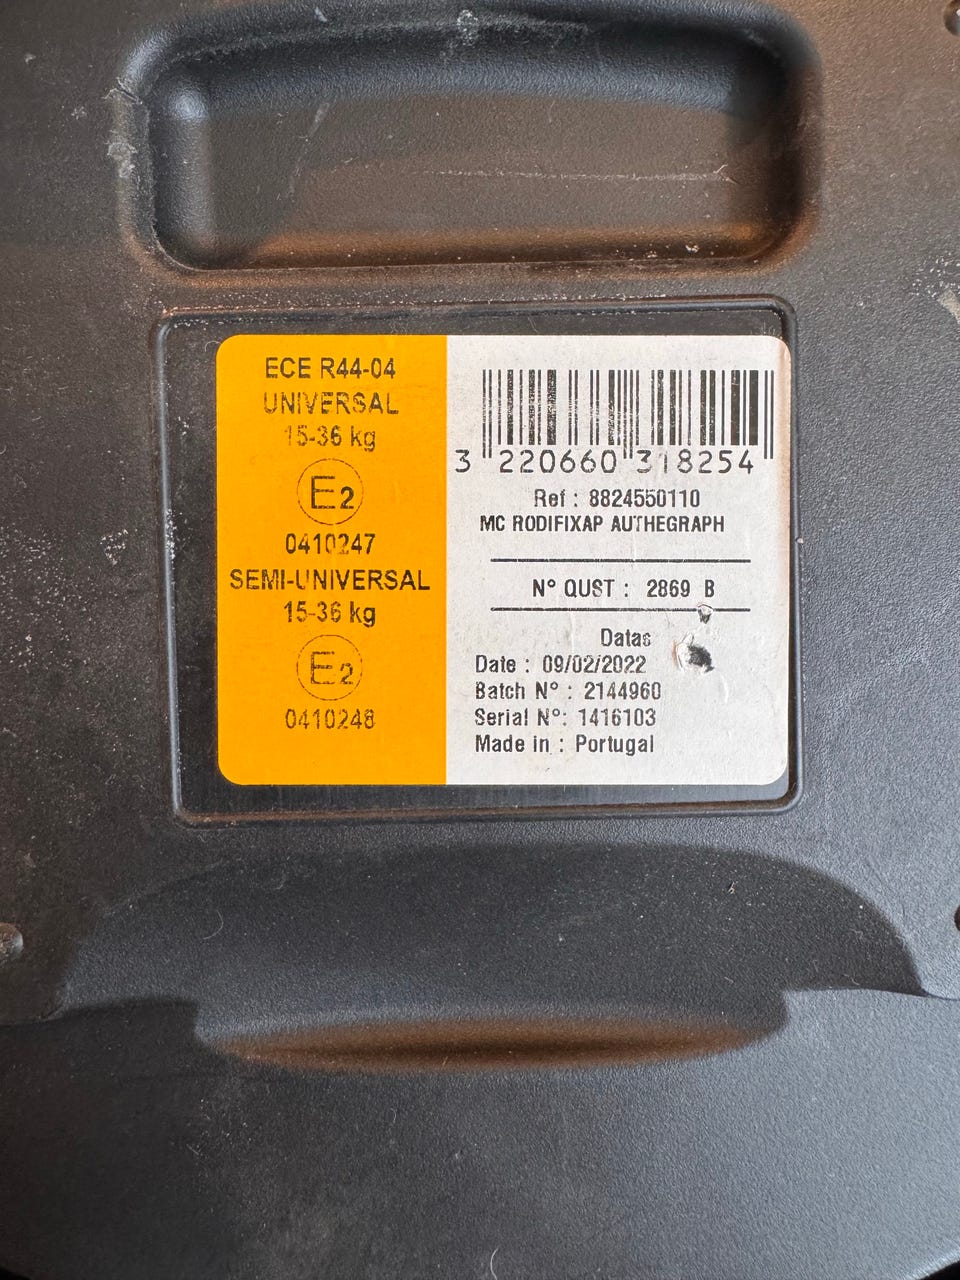 ECE R44-04
UNIVERSAL
15-36 kg
E2
0410247
SEMI-UNIVERSAL
15-36 kg
E2
0410248
3 220660 318254
Ref : 8824550110
MC RODIFIXAP AUTHEGRAPH
N° QUST : 2869 B
Datas
Date : 09/02/2022
Batch N° : 2144960
Serial N°: 1416103
Made in : Portugal